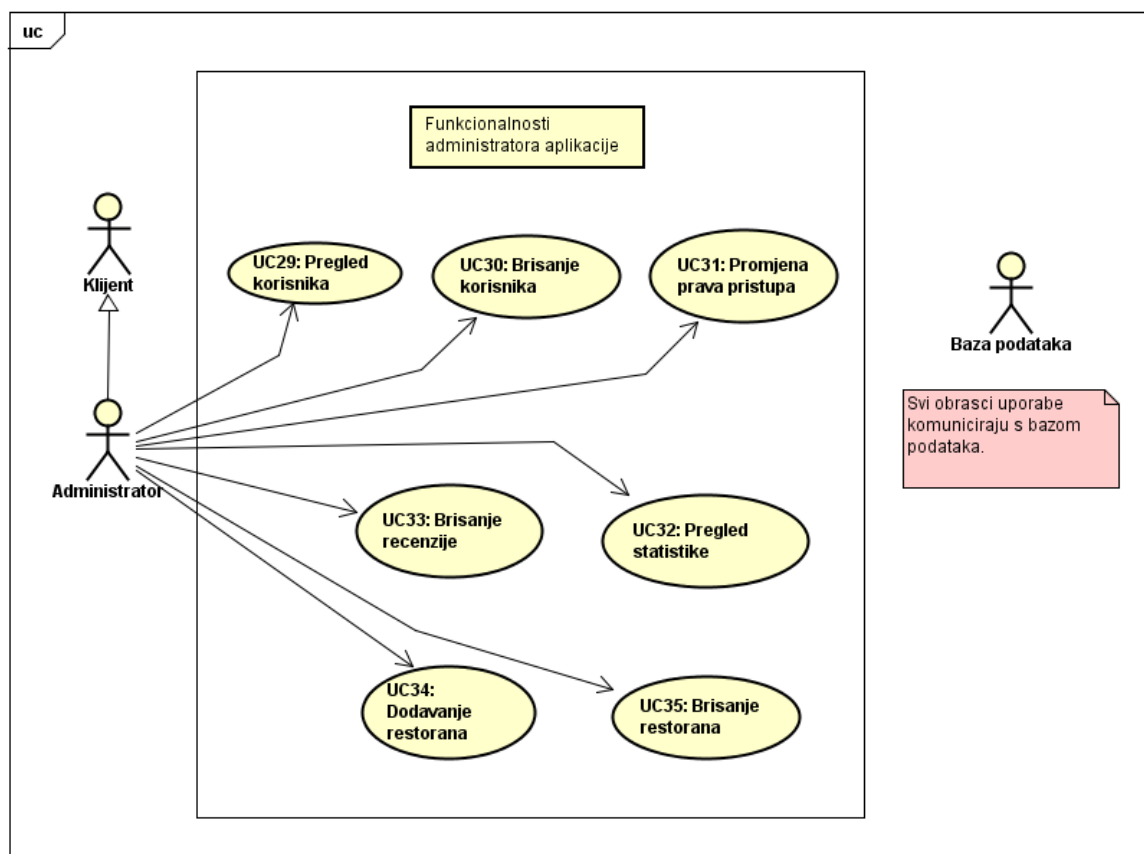 uc
Funkcionalnosti
administratora aplikacije
Klijent
UC29: Pregled
korisnika
UC30: Brisanje
korisnika
UC31: Promjena
prava pristupa
Baza podataka
Svi obrasci uporabe
komuniciraju s bazom
podataka.
Administrator
UC33: Brisanje
recenzije
UC32: Pregled
statistike
UC34:
Dodavanje
restorana
UC35: Brisanje
restorana